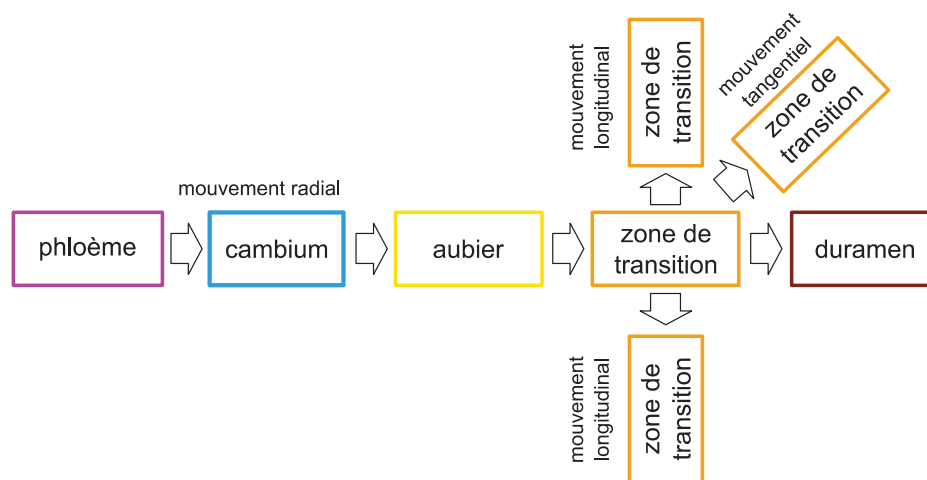 mouvement
longitudinal
zone de
transition
mouvement
tangentiel
zone de
transition
mouvement radial
phloème
cambium
aubier
zone de
transition
duramen
mouvement
longitudinal
zone de
transition